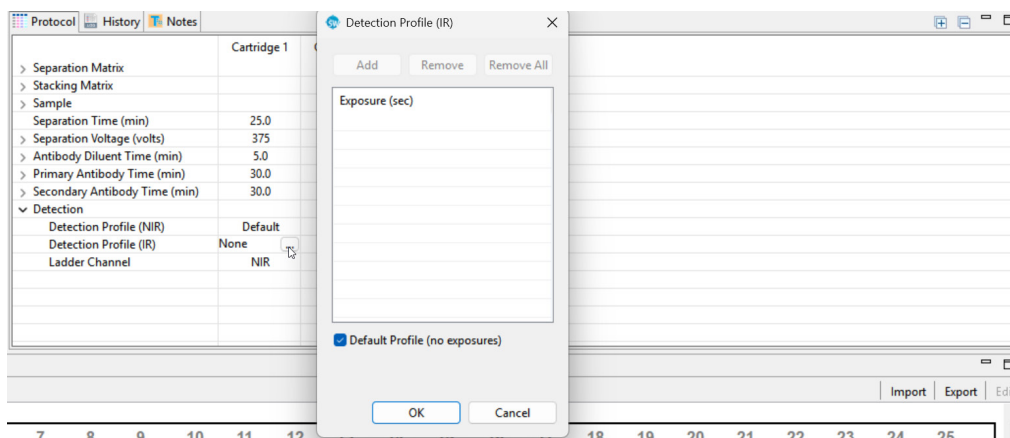 Protocol History Notes
Detection Profile (IR)
Cartridge 1
Add Remove Remove All
Exposure (sec)
Separation Matrix
Stacking Matrix
Sample
Separation Time (min) 25.0
Separation Voltage (volts) 375
Antibody Diluent Time (min) 5.0
Primary Antibody Time (min) 30.0
Secondary Antibody Time (min) 30.0
Detection
Detection Profile (NIR) Default
Detection Profile (IR) None ...
Ladder Channel NIR
Default Profile (no exposures)
Import Export
OK Cancel
7 8 9 10 11 12 18 19 20 21 22 23 24 25